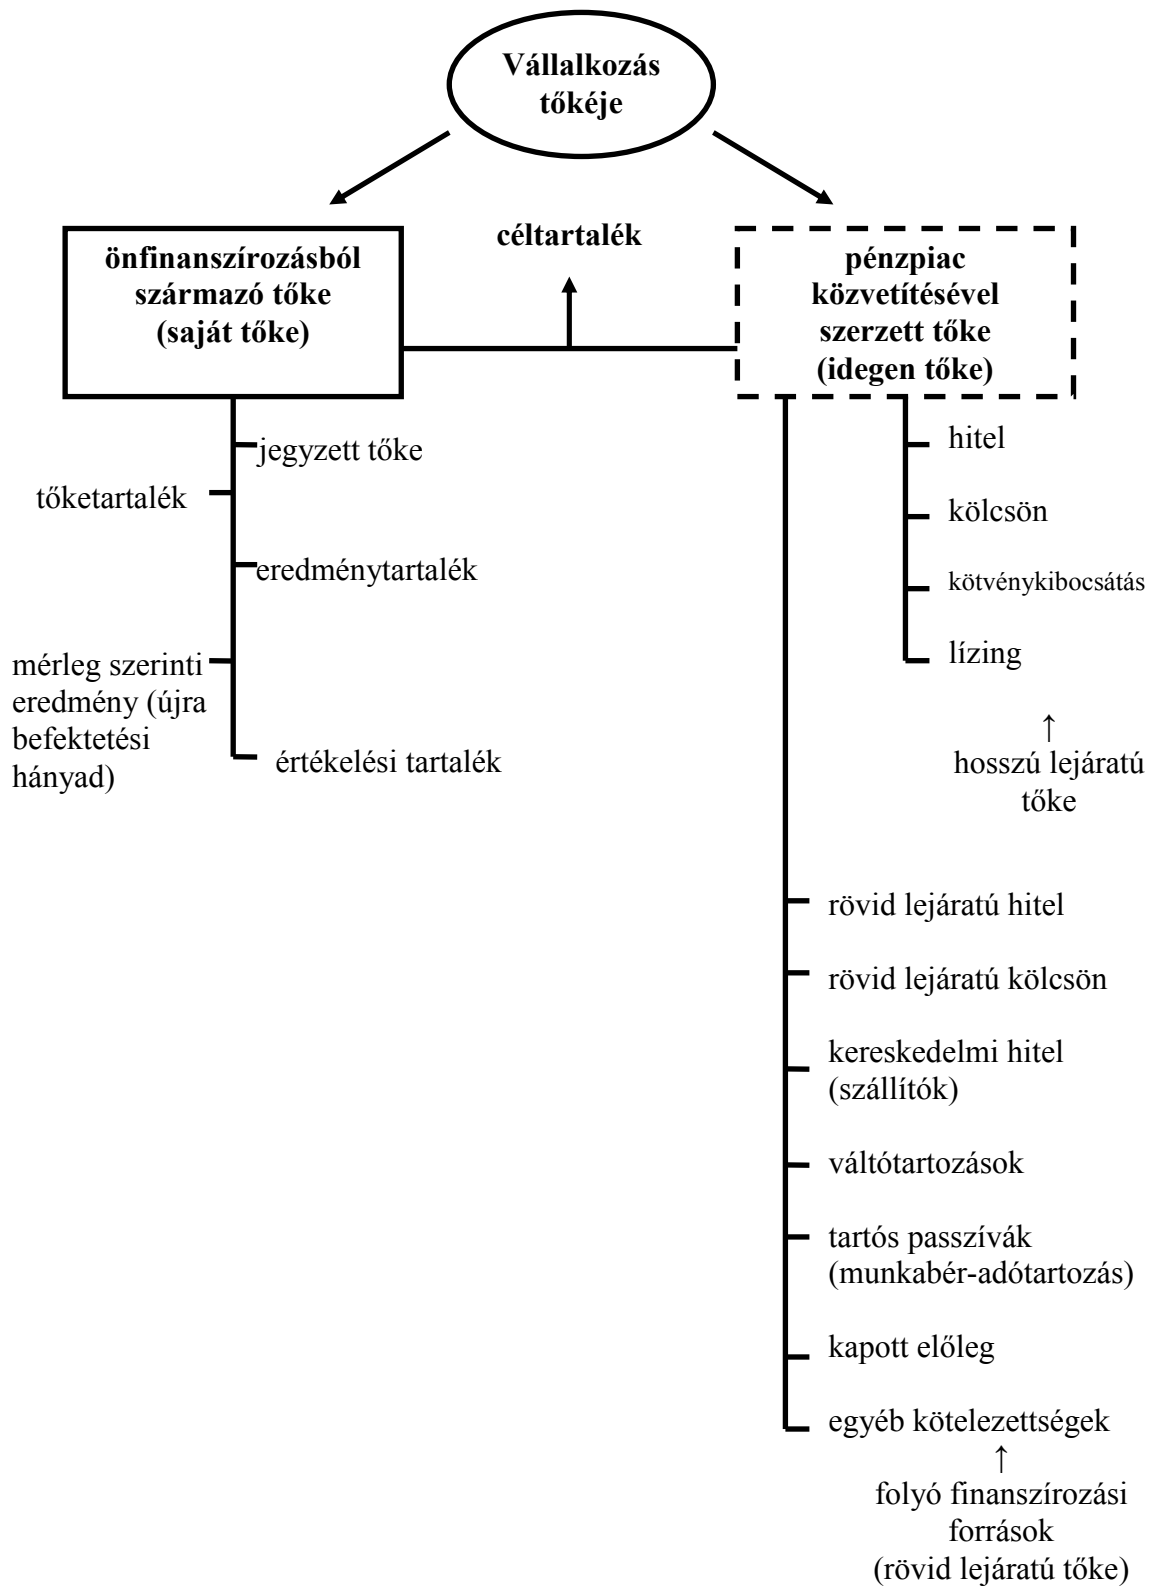 Vállalkozás
tőkéje
céltartalék
önfinanszírozásból
származó tőke
(saját tőke)
pénzpiac
közvetítésével
szerzett tőke
(idegen tőke)
jegyzett tőke
tőketartalék
eredménytartalék
mérleg szerinti
eredmény (újra
befektetési
hányad)
értékelési tartalék
hitel
kölcsön
kötvénykibocsátás
lízing
↑
hosszú lejáratú
tőke
rövid lejáratú hitel
rövid lejáratú kölcsön
kereskedelmi hitel
(szállítók)
váltótartozások
tartós passzívák
(munkabér-adótartozás)
kapott előleg
egyéb kötelezettségek
↑
folyó finanszírozási
források
(rövid lejáratú tőke)